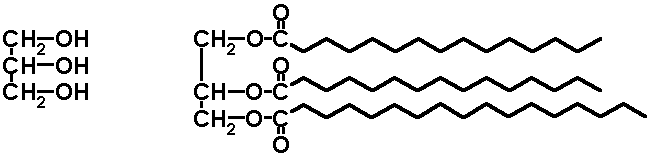 O
CH2–OH CH2–O–C
CH–OH O
CH2–OH CH–O–C
CH2–O–C
O